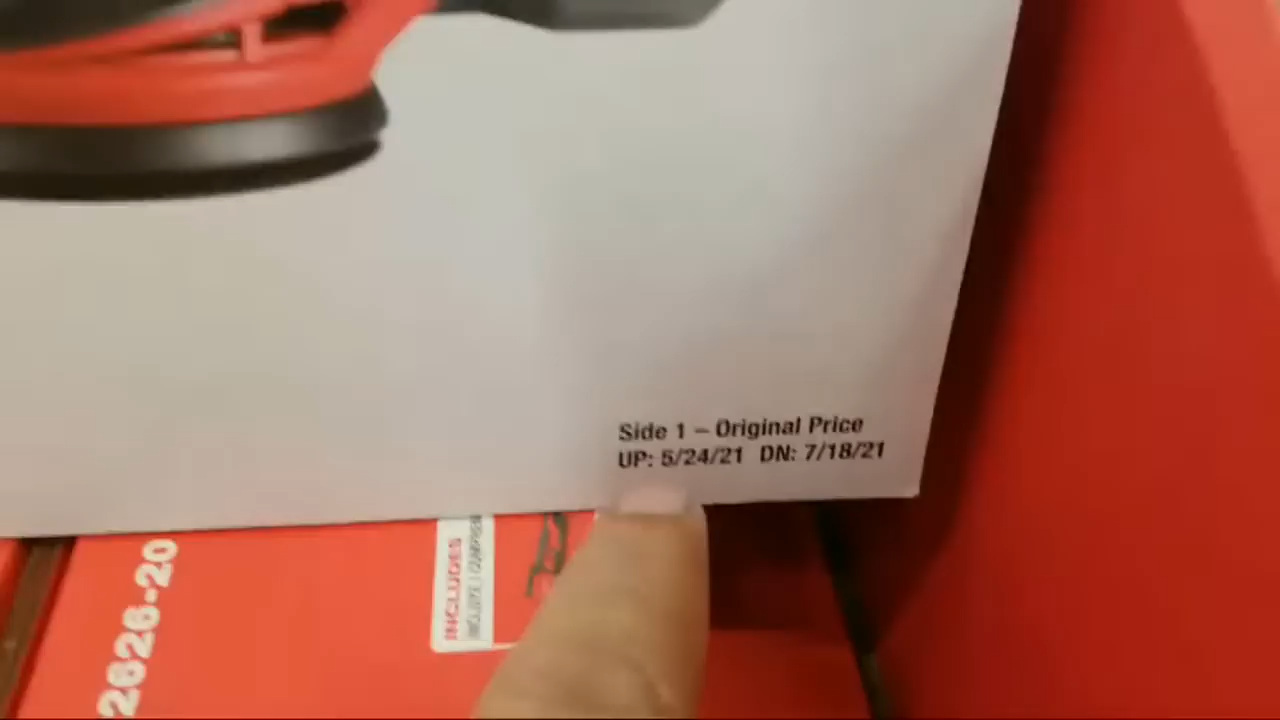 Side 1 – Original Price
UP: 5/24/21 DN: 7/18/21
2626-20
INCLUDES